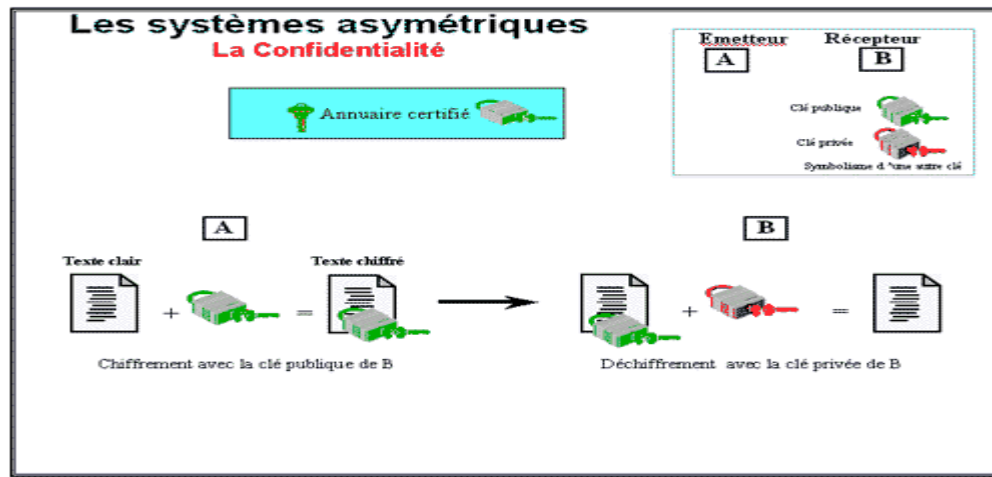 Les systèmes asymétriques
La Confidentialité
Emetteur Récepteur
A B
Annuaire certifié
Clé publique
Clé privée
Symbolisme d 'une autre clé
A B
Texte clair Texte chiffré
+ = + =
Chiffrement avec la clé publique de B Déchiffrement avec la clé privée de B